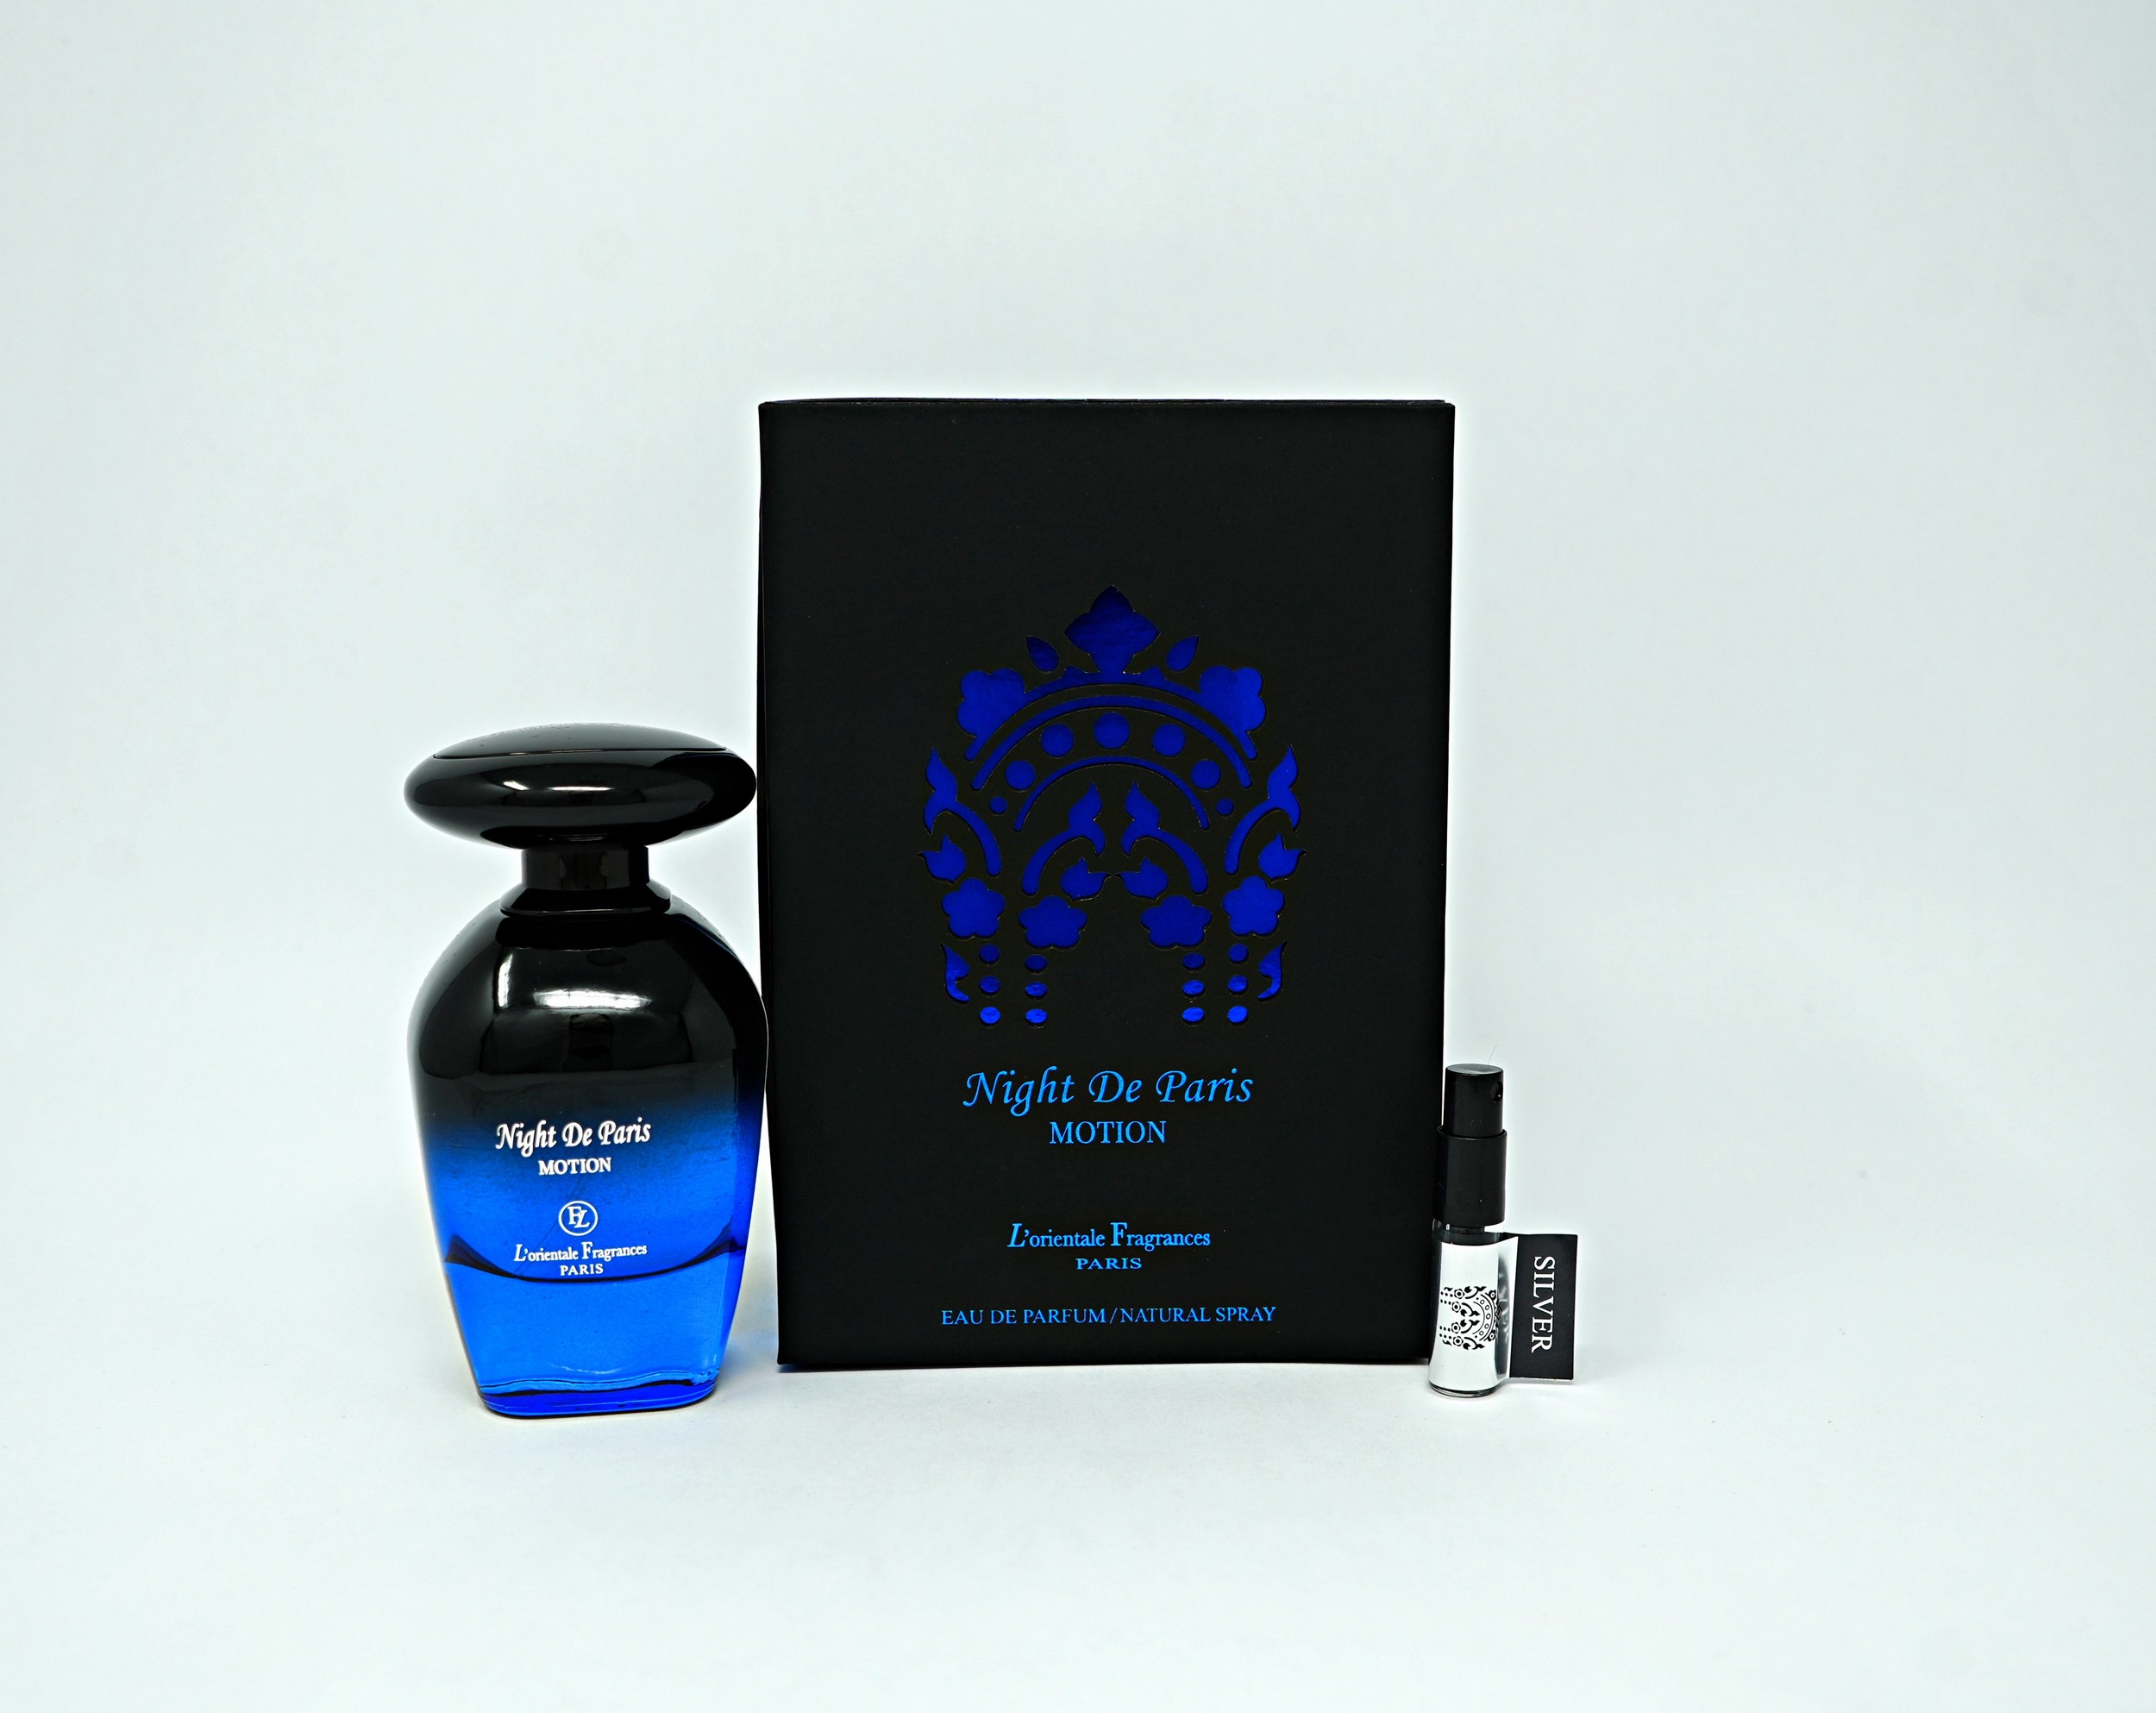 Night De Paris
MOTION
FL
L'orientale Fragrances
PARIS
Night De Paris
MOTION
L'orientale Fragrances
PARIS
EAU DE PARFUM/NATURAL SPRAY
SILVER